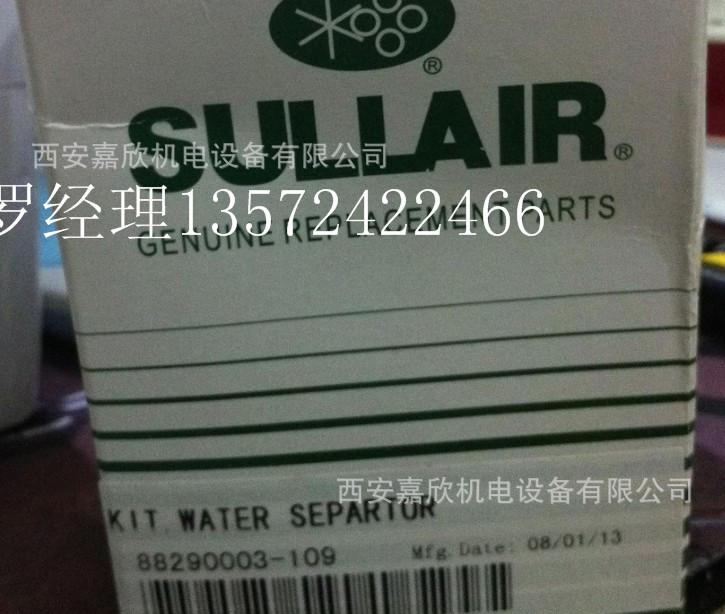 ®
SULLAIR®
西安嘉欣机电设备有限公司
罗经理13572422466
GENUINE REPLACEMENT PARTS
西安嘉欣机电设备有限公司
KIT, WATER SEPARTOR
88290003-109 Mfg. Date: 08/01/13